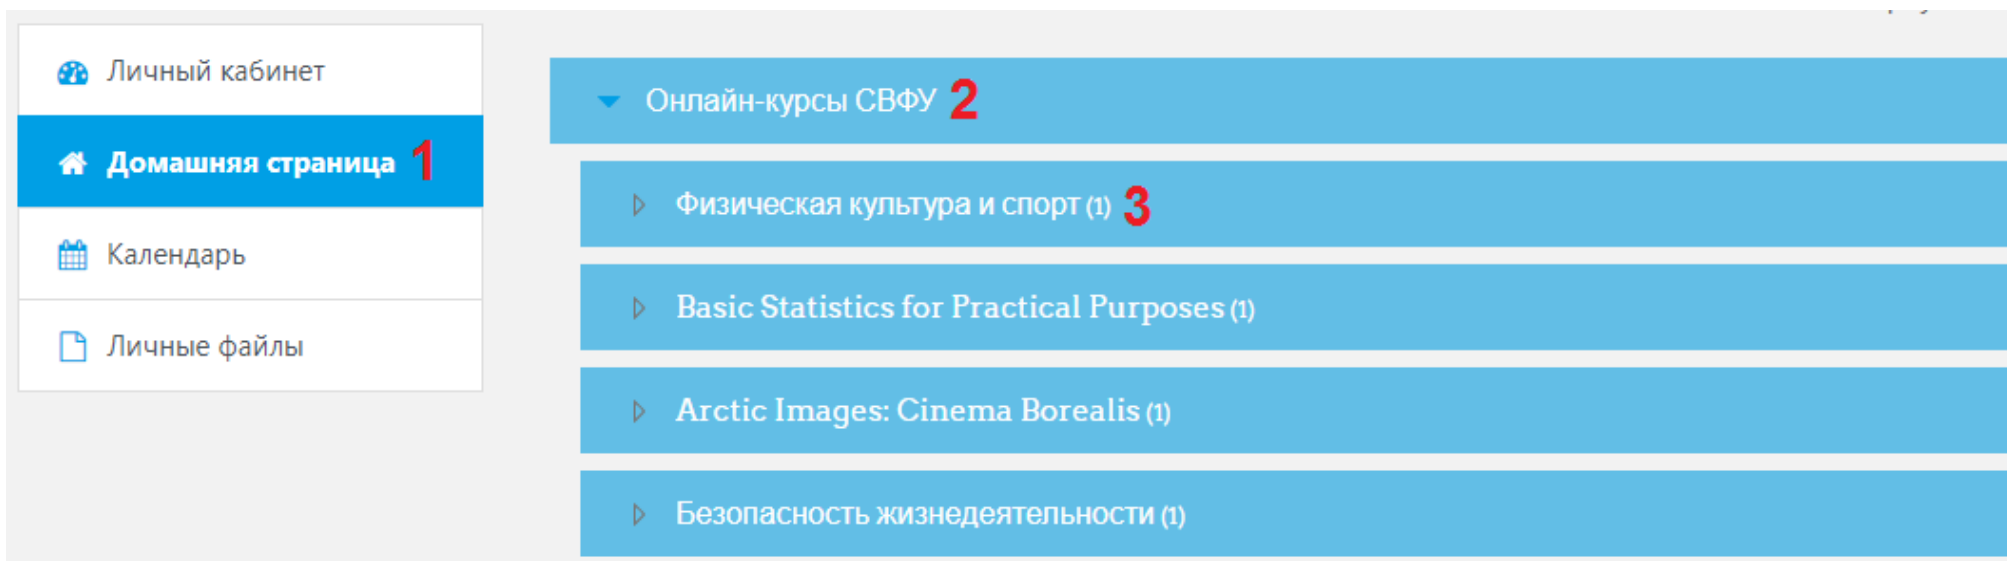 Личный кабинет
Домашняя страница 1
Календарь
Личные файлы
Онлайн-курсы СВФУ 2
Физическая культура и спорт (1) 3
Basic Statistics for Practical Purposes (1)
Arctic Images: Cinema Borealis (1)
Безопасность жизнедеятельности (1)